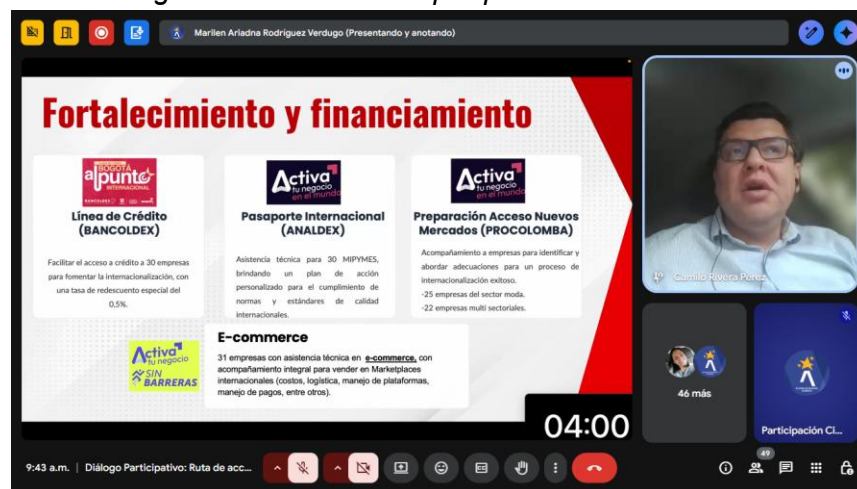 Marilen Ariadna Rodríguez Verdugo (Presentando y anotando)
Fortalecimiento y financiamiento
BOGOTÁ
al punto
INTERNACIONAL
Línea de Crédito
(BANCOLDEX)
Facilitar el acceso a crédito a 30 empresas
para fomentar la internacionalización, con
una tasa de redescuento especial del
0,5%.
Activa
tu negocio
en el mundo
Pasaporte Internacional
(ANALDEX)
Asistencia técnica para 30 MIPYMES,
brindando un plan de acción
personalizado para el cumplimiento de
normas y estándares de calidad
internacionales.
Activa
tu negocio
en el mundo
Preparación Acceso Nuevos
Mercados (PROCOLOMBA)
Acompañamiento a empresas para identificar y
abordar adecuaciones para un proceso de
internacionalización exitoso.
-25 empresas del sector moda.
-22 empresas multi sectoriales.
Activa
tu negocio
SIN
BARRERAS
E-commerce
31 empresas con asistencia técnica en e-commerce, con
acompañamiento integral para vender en Marketplaces
internacionales (costos, logística, manejo de plataformas,
manejo de pagos, entre otros).
04:00
Camilo Rivera Pérez
46 más
Participación Ci...
9:43 a.m. | Diálogo Participativo: Ruta de acc...
49